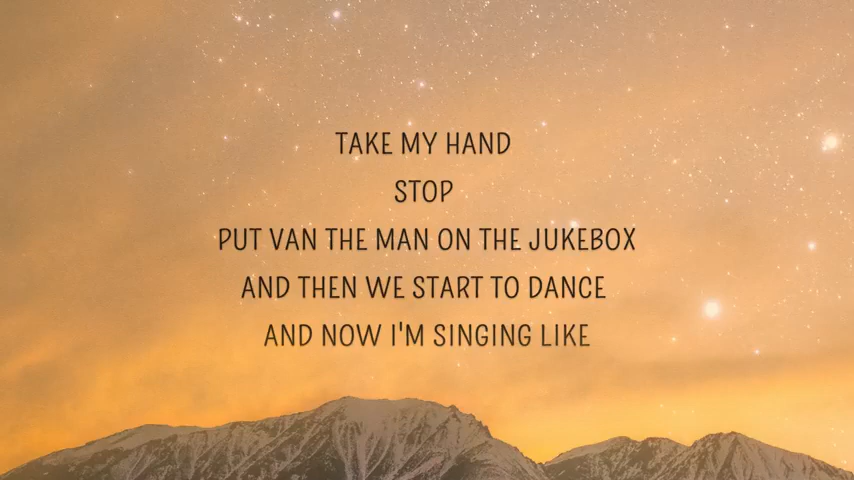 TAKE MY HAND
STOP
PUT VAN THE MAN ON THE JUKEBOX
AND THEN WE START TO DANCE
AND NOW I'M SINGING LIKE